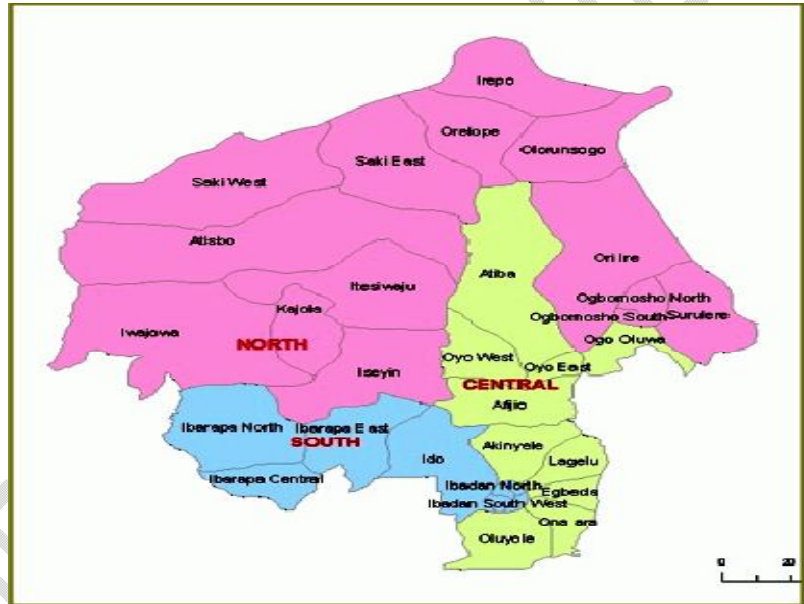 Irepo
Orelope
Olorunsogo
Saki East
Saki West
Atisbo
Ori Ire
Atiba
Itesiwaju
Ogbomosho North
Kajola
Ogbomosho South
Surulere
Iwajowa
Ogo Oluwa
NORTH
Oyo West
Oyo East
Iseyin
CENTRAL
Afijio
Ibarapa North
Ibarapa East
SOUTH
Akinyele
Ido
Lagelu
Ibarapa Central
Ibadan North
Egbeda
Ibadan South West
Ona ara
Oluyole
0 20